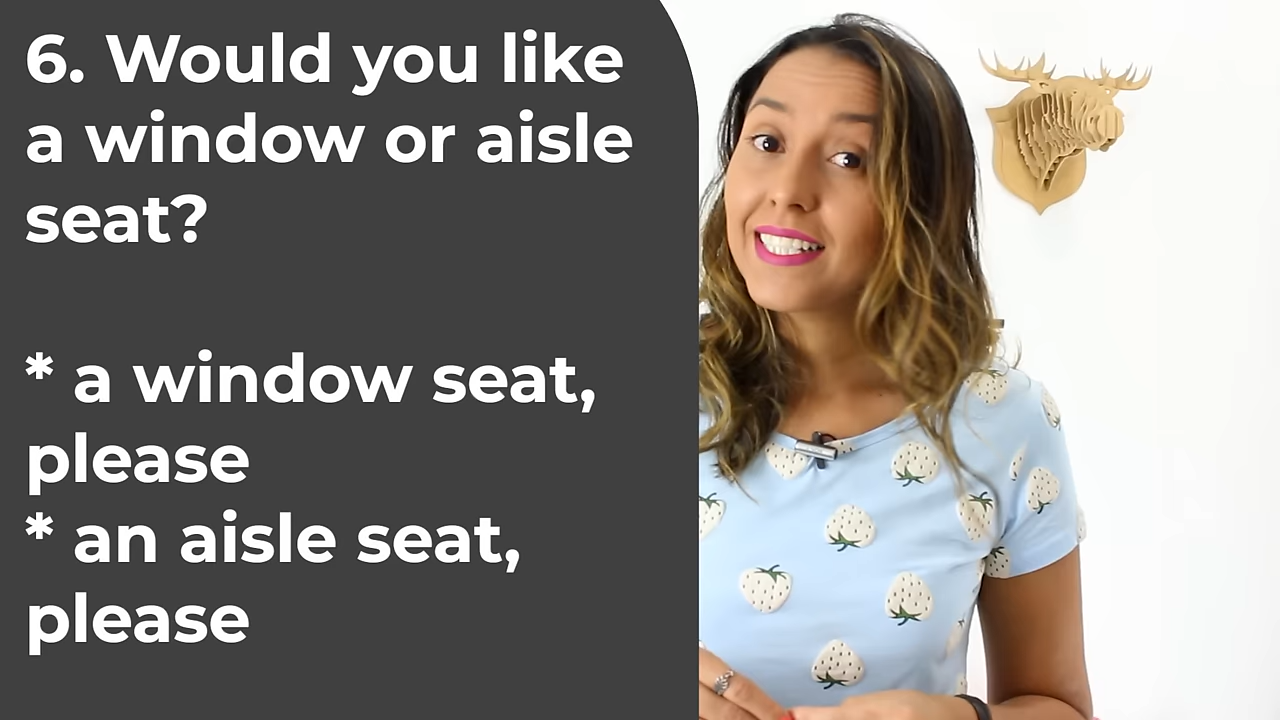 6. Would you like
a window or aisle
seat?
* a window seat,
please
* an aisle seat,
please